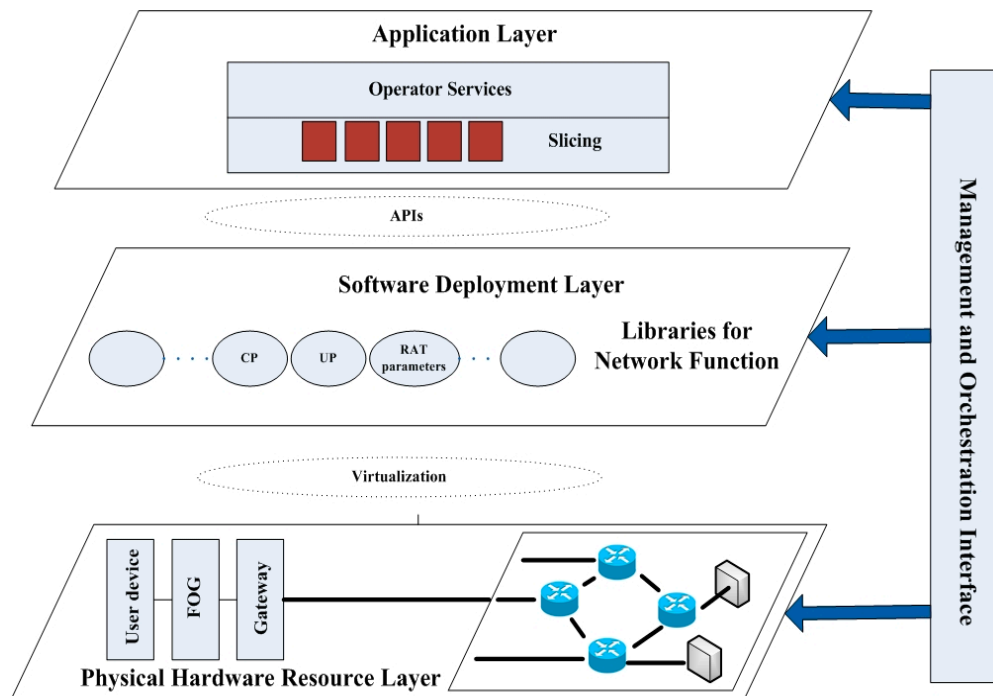 Application Layer
Operator Services
Slicing
APIs
Software Deployment Layer
Libraries for
Network Function
CP
UP
RAT
parameters
Virtualization
User device
FOG
Gateway
Physical Hardware Resource Layer
Management and Orchestration Interface